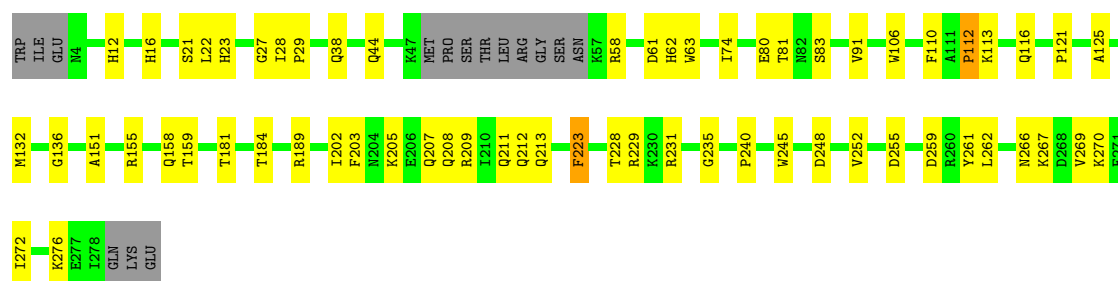 TRP ILE GLU N4 H12 H16 S21 L22 H23 G27 I28 P29 Q38 Q44 K47 MET PRO SER THR LEU ARG GLY SER ASN K57 R58 D61 H62 W63 I74 E80 T81 N82 S83 V91 W106 F110 A111 P112 K113 Q116 P121 A125
M132 G136 A151 R155 Q158 T159 T181 T184 R189 I202 F203 N204 K205 E206 Q207 Q208 R209 I210 Q211 Q212 Q213 F223 T228 R229 K230 R231 G235 P240 W245 D248 V252 D255 D259 R260 Y261 L262 N266 K267 D268 V269 K270
I272 K276 E277 I278 GLN LYS GLU